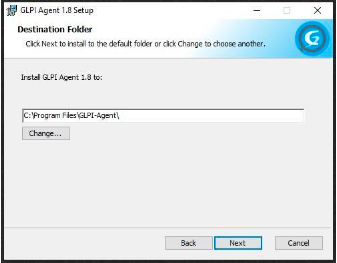 GLPI Agent 1.8 Setup
Destination Folder
Click Next to install to the default folder or click Change to choose another.
Install GLPI Agent 1.8 to:
C:\Program Files\GLPI-Agent\
Change...
Back Next Cancel